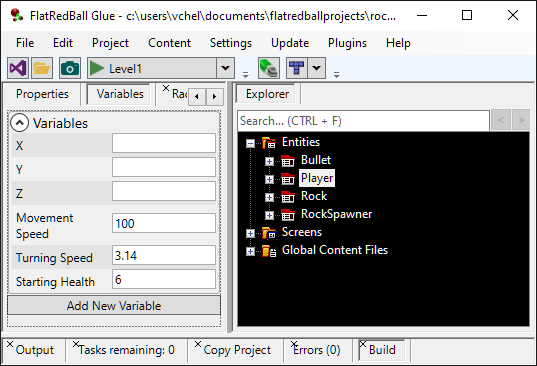 FlatRedBall Glue - c:\users\vchel\documents\flatredballprojects\roc...
File Edit Project Content Settings Update Plugins Help
Level1
Properties Variables Rac
Explorer
Variables
X
Y
Z
Movement
Speed
100
Turning Speed 3.14
Starting Health 6
Add New Variable
Search... (CTRL + F) < >
Entities
Bullet
Player
Rock
RockSpawner
Screens
Global Content Files
Output Tasks remaining: 0 Copy Project Errors (0) Build